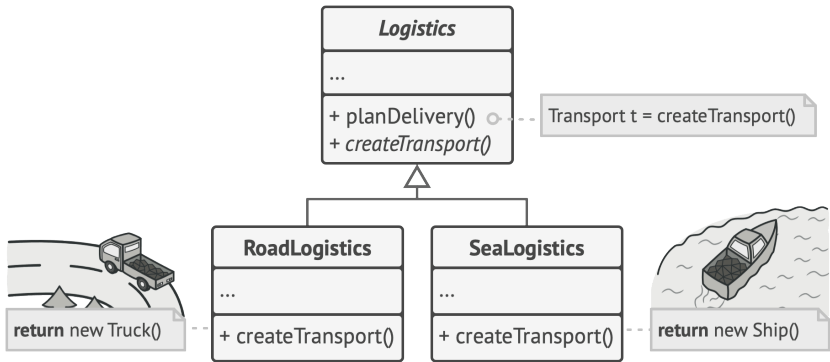 Logistics
...
+ planDelivery()
+ createTransport()
Transport t = createTransport()
RoadLogistics
...
+ createTransport()
return new Truck()
SeaLogistics
...
+ createTransport()
return new Ship()